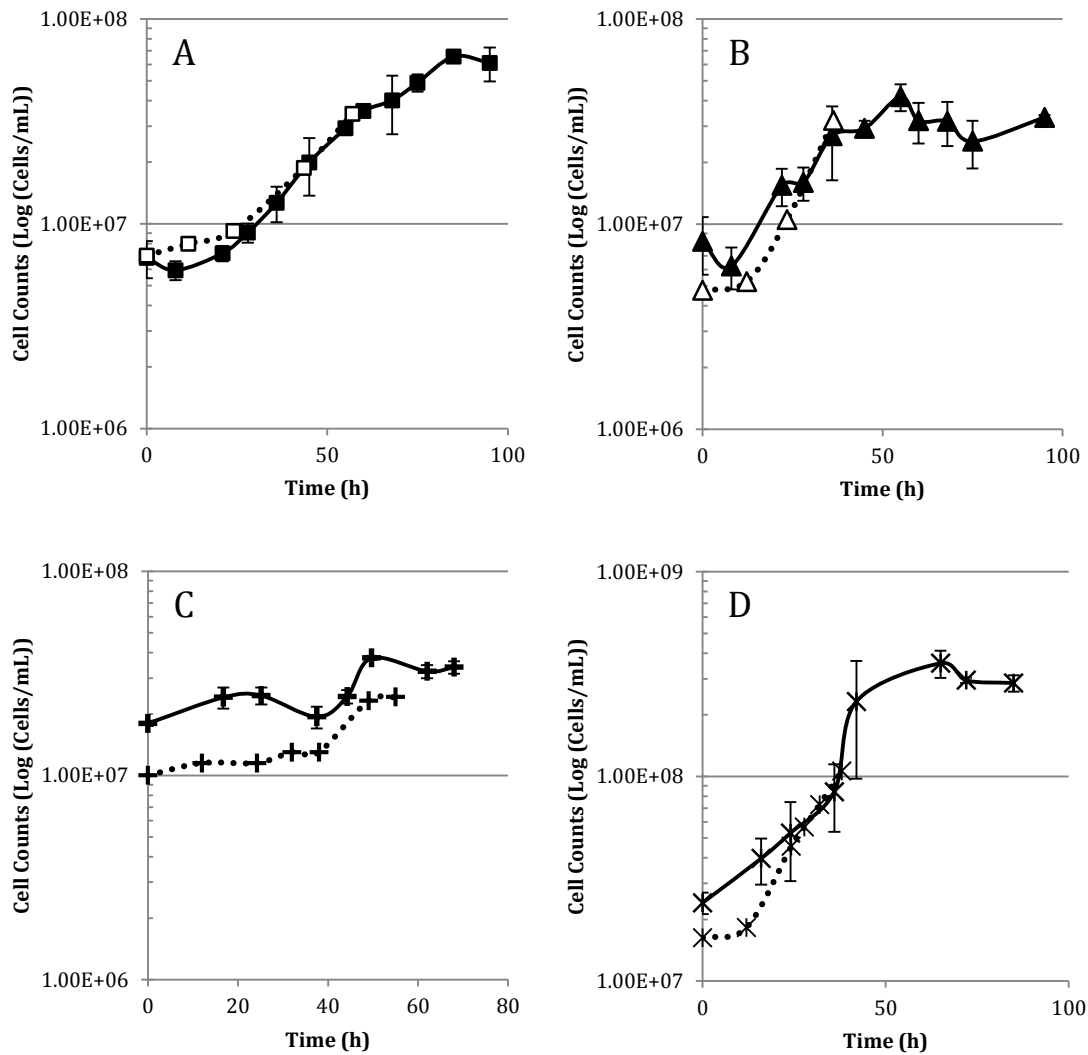 A
Cell Counts (Log (Cells/mL))
1.00E+08
1.00E+07
1.00E+06
0
50
100
Time (h)
B
Cell Counts (Log (Cells/mL))
1.00E+08
1.00E+07
1.00E+06
0
50
100
Time (h)
C
Cell Counts (Log (Cells/mL))
1.00E+08
1.00E+07
1.00E+06
0
20
40
60
80
Time (h)
D
Cell Counts (Log (Cells/mL))
1.00E+09
1.00E+08
1.00E+07
0
50
100
Time (h)